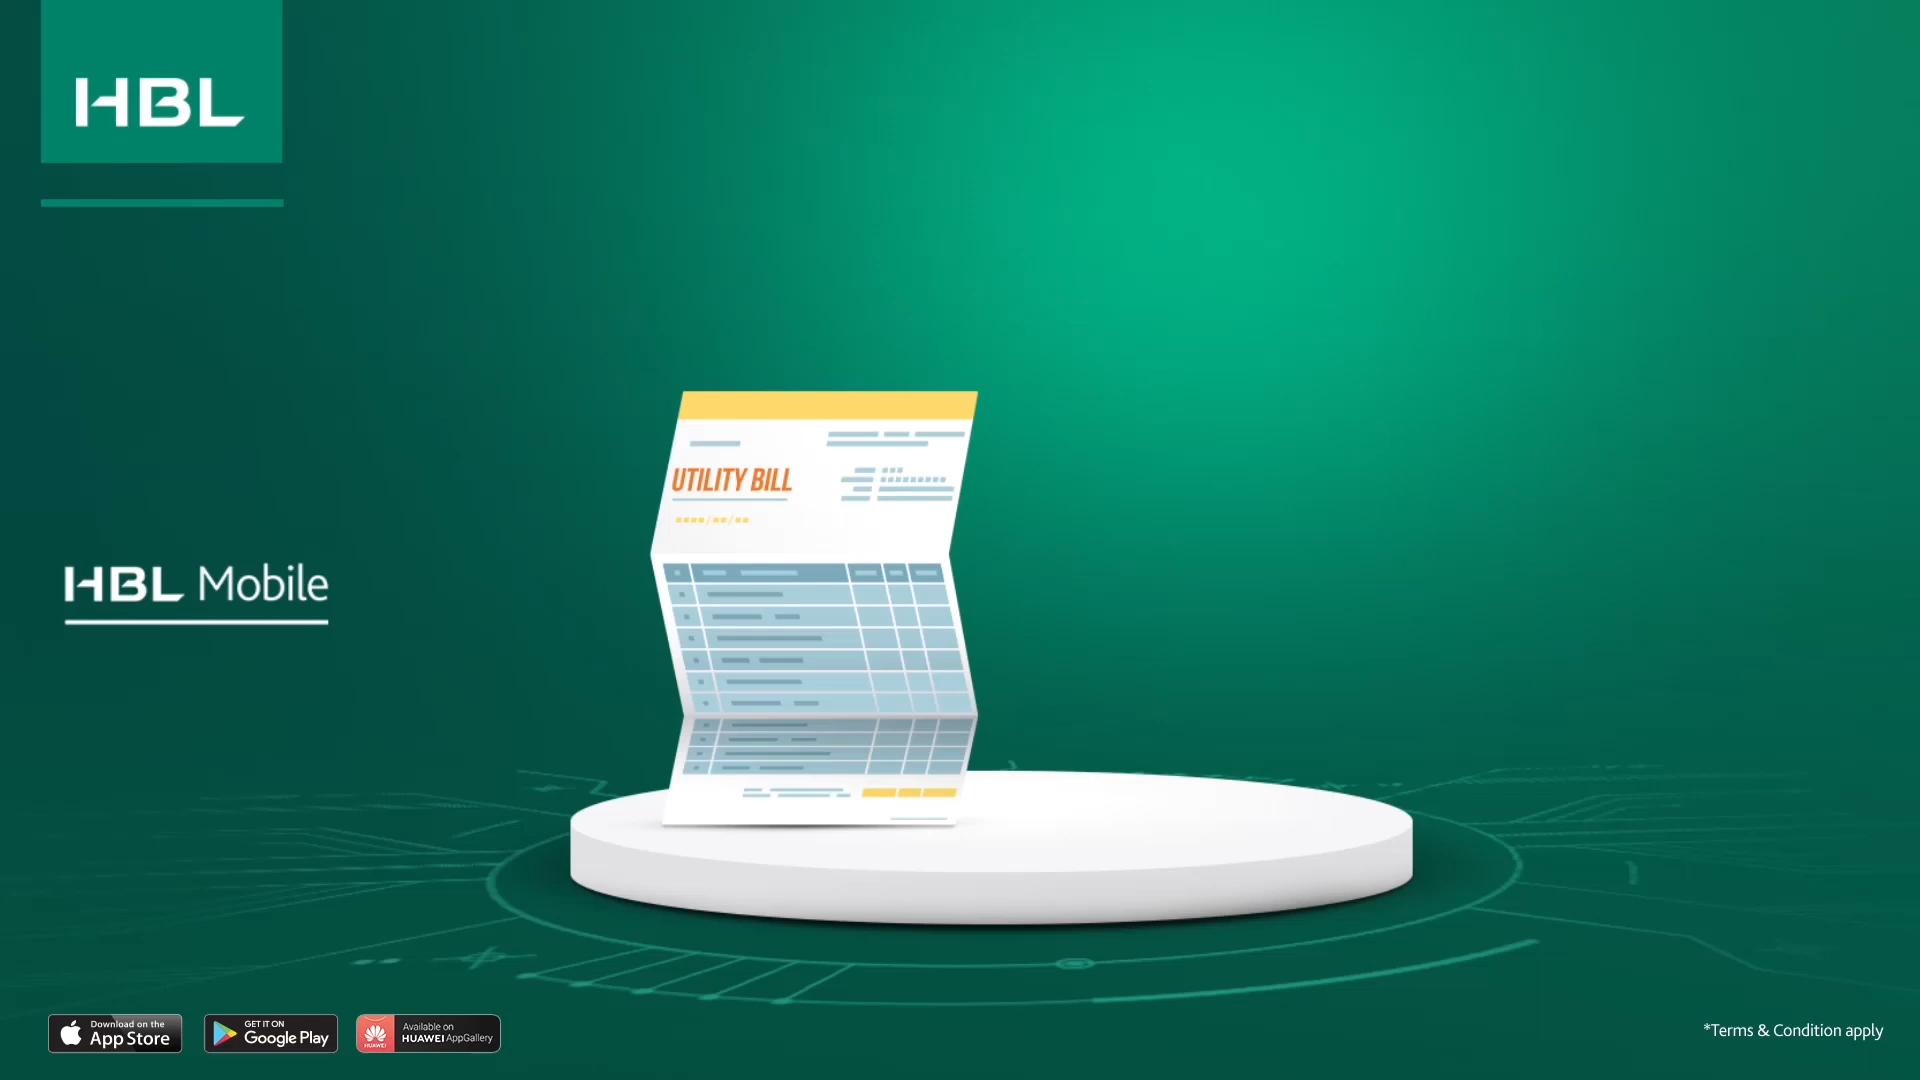 HBL
UTILITY BILL
HBL Mobile
Download on the
App Store
GET IT ON
Google Play
HUAWEI
Available on
HUAWEI AppGallery
*Terms & Condition apply